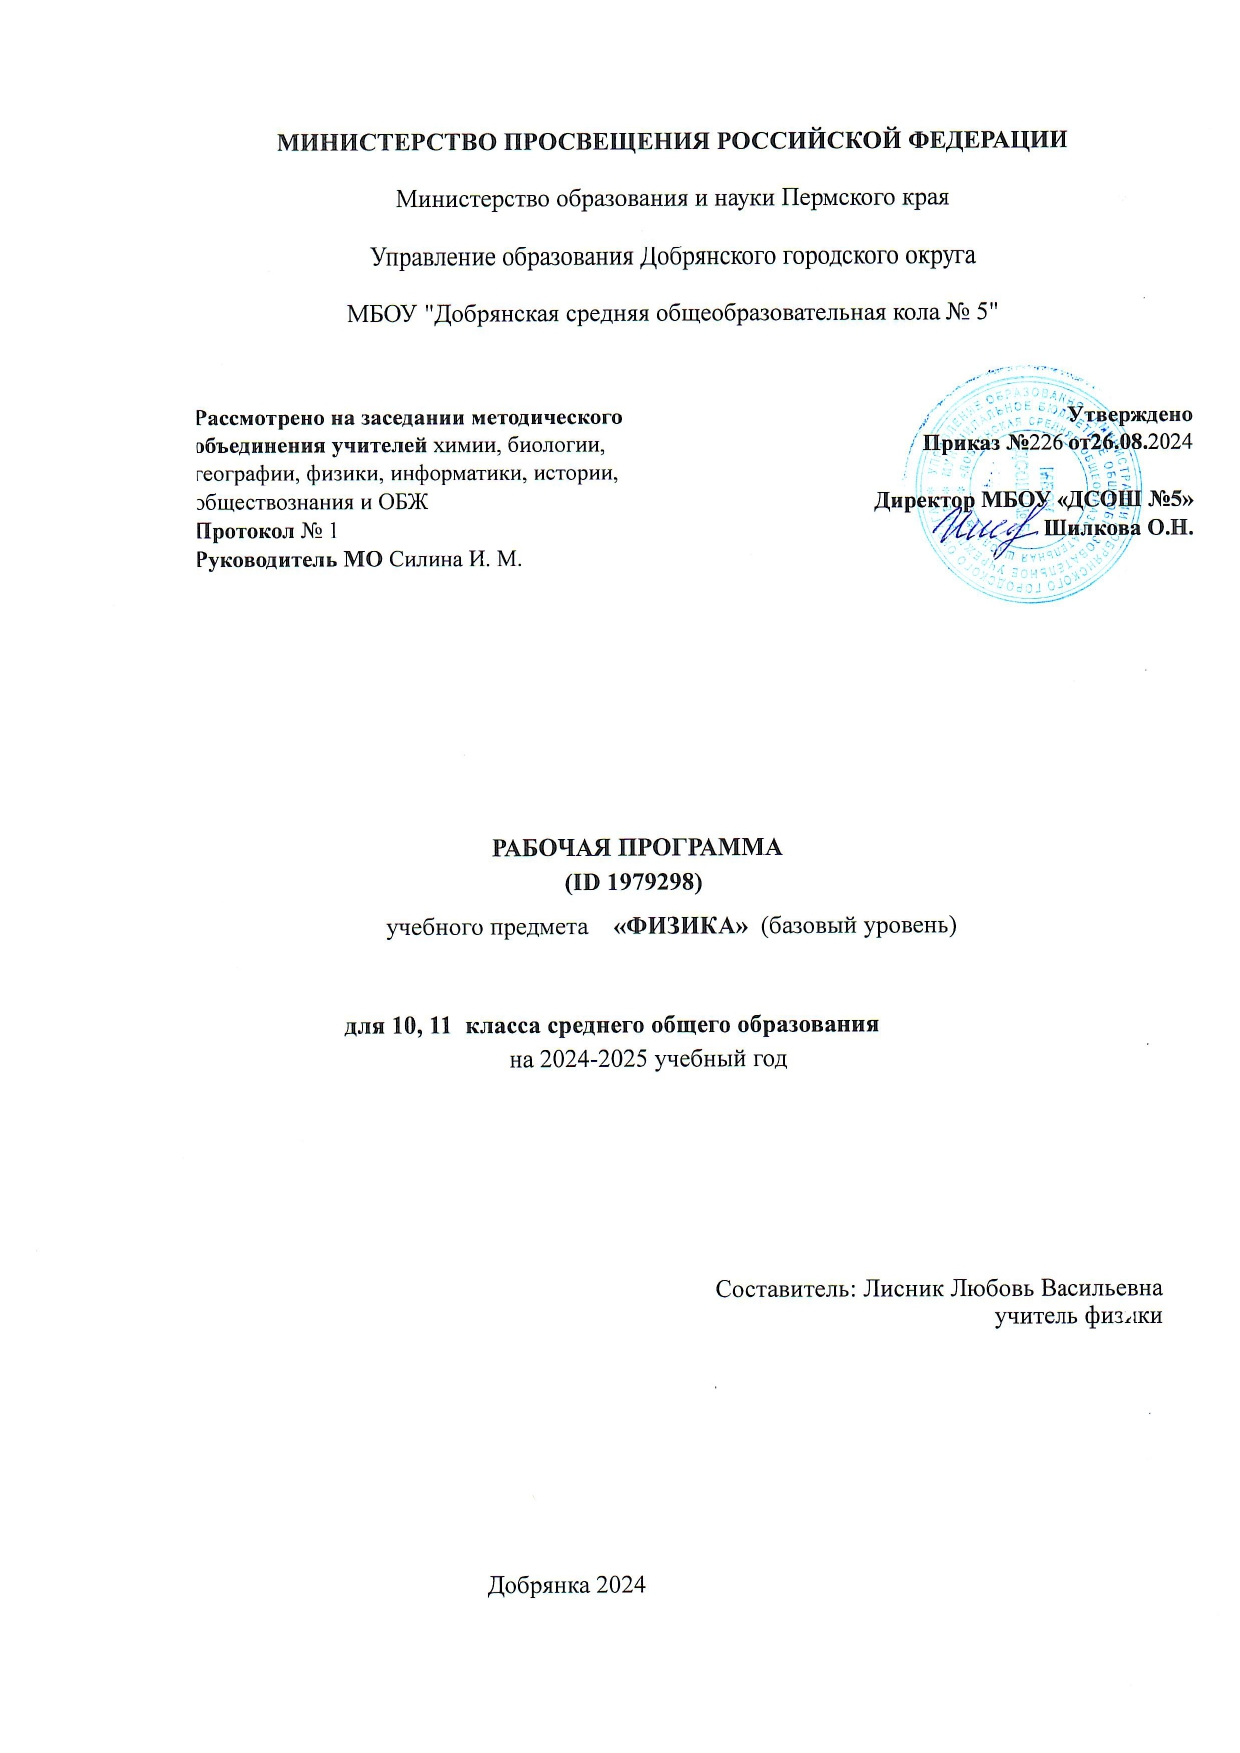 МИНИСТЕРСТВО ПРОСВЕЩЕНИЯ РОССИЙСКОЙ ФЕДЕРАЦИИ
Министерство образования и науки Пермского края
Управление образования Добрянского городского округа
МБОУ "Добрянская средняя общеобразовательная кола № 5"
Рассмотрено на заседании методического
объединения учителей химии, биологии,
географии, физики, информатики, истории,
обществознания и ОБЖ
Протокол № 1
Руководитель МО Силина И. М.
Утверждено
Приказ №226 от26.08.2024
Директор МБОУ «ДСОШ №5»
Шилкова О.Н.
РАБОЧАЯ ПРОГРАММА
(ID 1979298)
учебного предмета «ФИЗИКА» (базовый уровень)
для 10, 11 класса среднего общего образования
на 2024-2025 учебный год
Составитель: Лисник Любовь Васильевна
учитель физики
Добрянка 2024